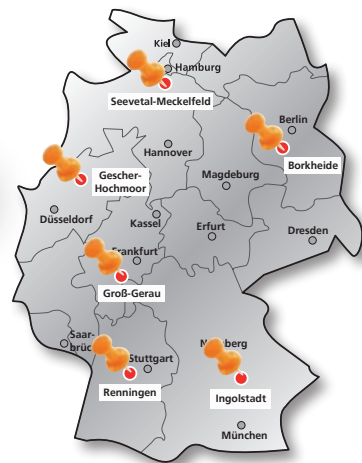 Kiel
Hamburg
Seevetal-Meckelfeld
Berlin
Borkheide
Hannover
Gescher-
Hochmoor
Magdeburg
Düsseldorf
Kassel
Erfurt
Dresden
Frankfurt
Groß-Gerau
Saar-
Stuttgart
Renningen
Ingolstadt
München